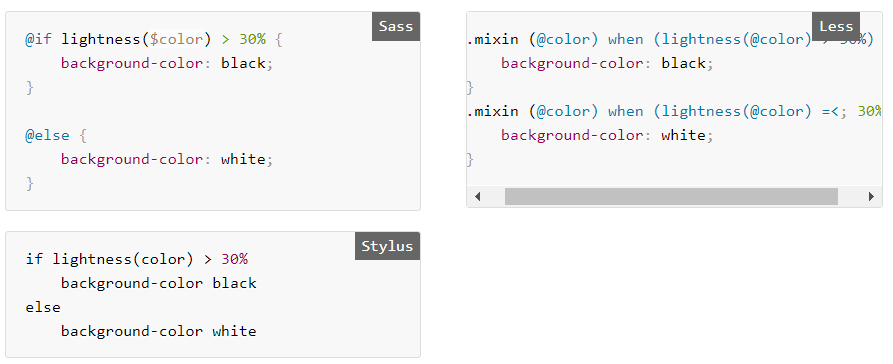 Sass
@if lightness($color) > 30% {
    background-color: black;
}
@else {
    background-color: white;
}
Less
.mixin (@color) when (lightness(@color) > 30%)
    background-color: black;
}
.mixin (@color) when (lightness(@color) =<; 30%
    background-color: white;
}
Stylus
if lightness(color) > 30%
    background-color black
else
    background-color white